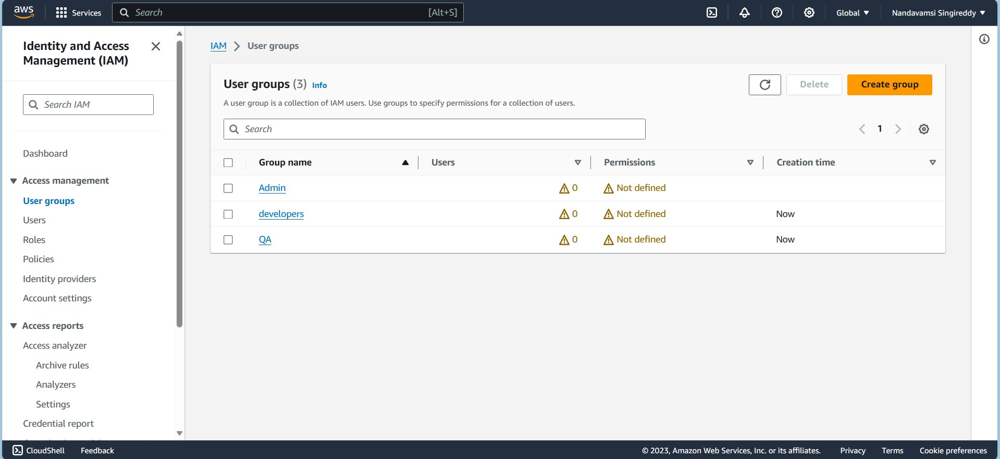 aws
Services
Search
[Alt+S]
Global
Nandavamsi Singireddy
Identity and Access
Management (IAM)
Search IAM
Dashboard
Access management
User groups
Users
Roles
Policies
Identity providers
Account settings
Access reports
Access analyzer
Archive rules
Analyzers
Settings
Credential report
IAM > User groups
User groups (3) Info
Delete
Create group
A user group is a collection of IAM users. Use groups to specify permissions for a collection of users.
Search
1
Group name Users Permissions Creation time
Admin 0 Not defined
developers 0 Not defined Now
QA 0 Not defined Now
CloudShell Feedback
© 2023, Amazon Web Services, Inc. or its affiliates. Privacy Terms Cookie preferences